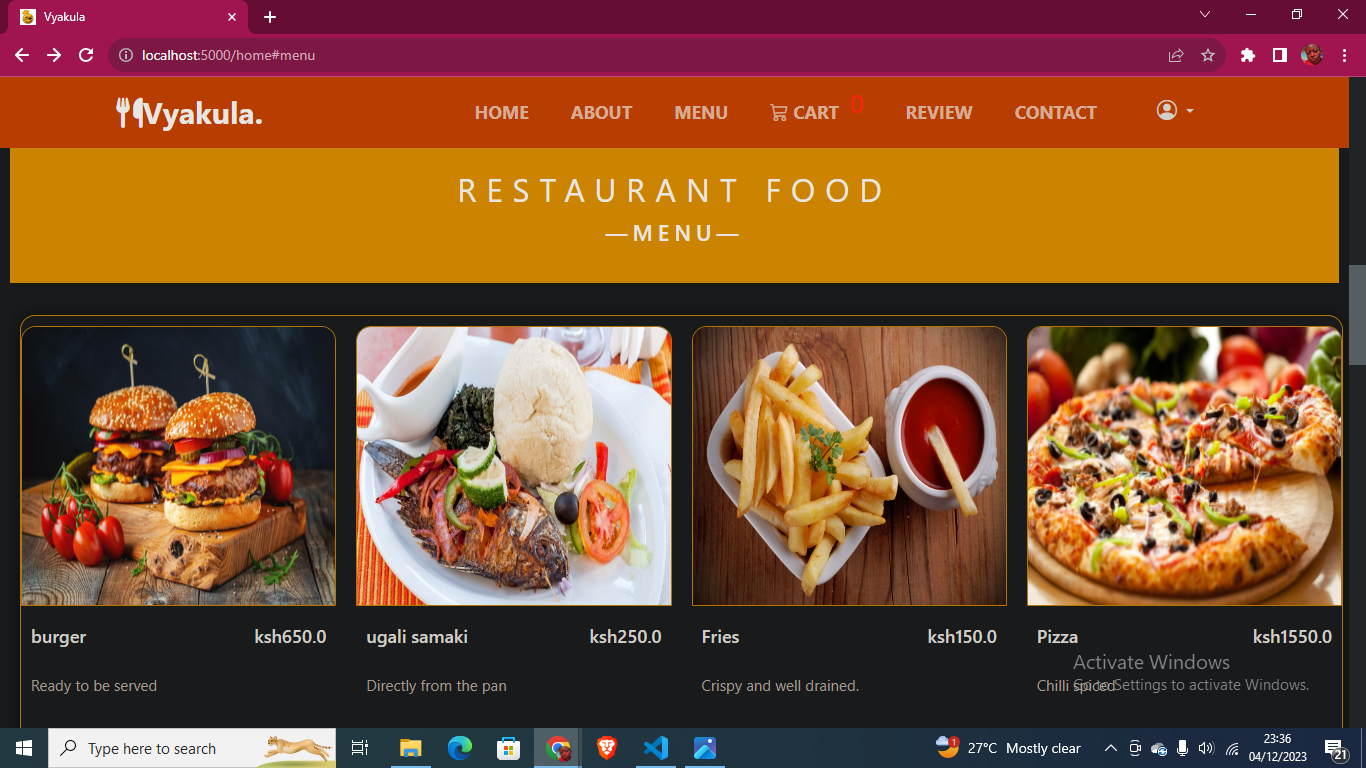 Vyakula
localhost:5000/home#menu
Vyakula.
HOME ABOUT MENU CART 0 REVIEW CONTACT
RESTAURANT FOOD
—MENU—
burger ksh650.0
ugali samaki ksh250.0
Fries ksh150.0
Pizza ksh1550.0
Ready to be served
Directly from the pan
Crispy and well drained.
Chilli spiced
Activate Windows
Go to Settings to activate Windows.
Type here to search
1
27°C Mostly clear
23:36
04/12/2023
21